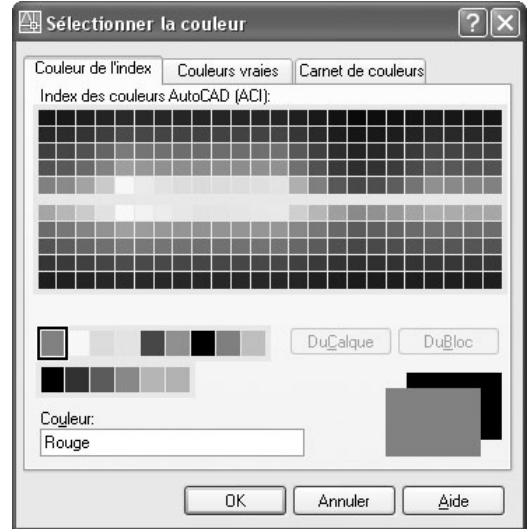 Sélectionner la couleur
Couleur de l'index Couleurs vraies Carnet de couleurs
Index des couleurs AutoCAD (ACI):
DuCalque DuBloc
Couleur:
Rouge
OK Annuler Aide